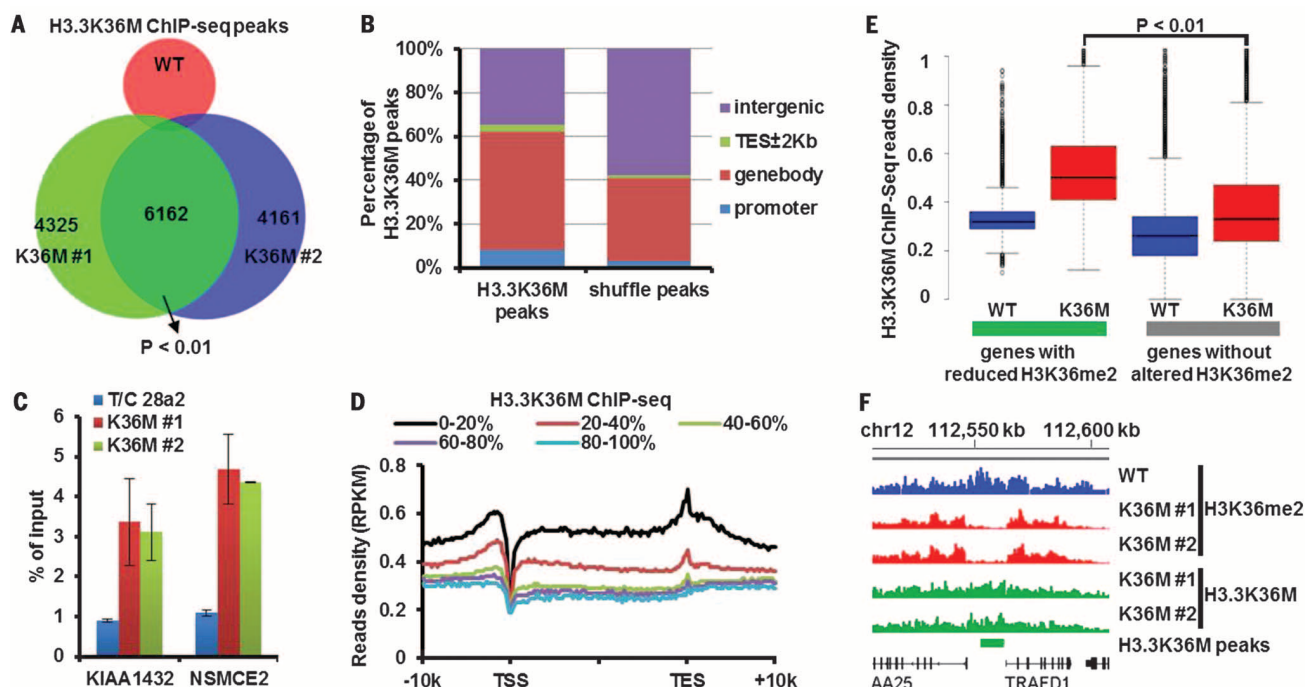 A
H3.3K36M ChIP-seq peaks
WT
4325
6162
4161
K36M #1
K36M #2
P < 0.01
B
Percentage of
H3.3K36M peaks
100%
80%
60%
40%
20%
0%
H3.3K36M
peaks
shuffle peaks
intergenic
TES±2Kb
genebody
promoter
C
T/C 28a2
K36M #1
K36M #2
% of input
6
5
4
3
2
1
0
KIAA1432
NSMCE2
D
H3.3K36M ChIP-seq
0-20%
20-40%
40-60%
60-80%
80-100%
Reads density (RPKM)
0.8
0.6
0.4
0.2
0
-10k
TSS
TES
+10k
E
P < 0.01
H3.3K36M ChIP-Seq reads density
1
0.8
0.6
0.4
0.2
0
WT
K36M
WT
K36M
genes with
reduced H3K36me2
genes without
altered H3K36me2
F
chr12
112,550 kb
112,600 kb
WT
K36M #1
K36M #2
H3K36me2
K36M #1
K36M #2
H3.3K36M
H3.3K36M peaks
AA25
TRAFD1